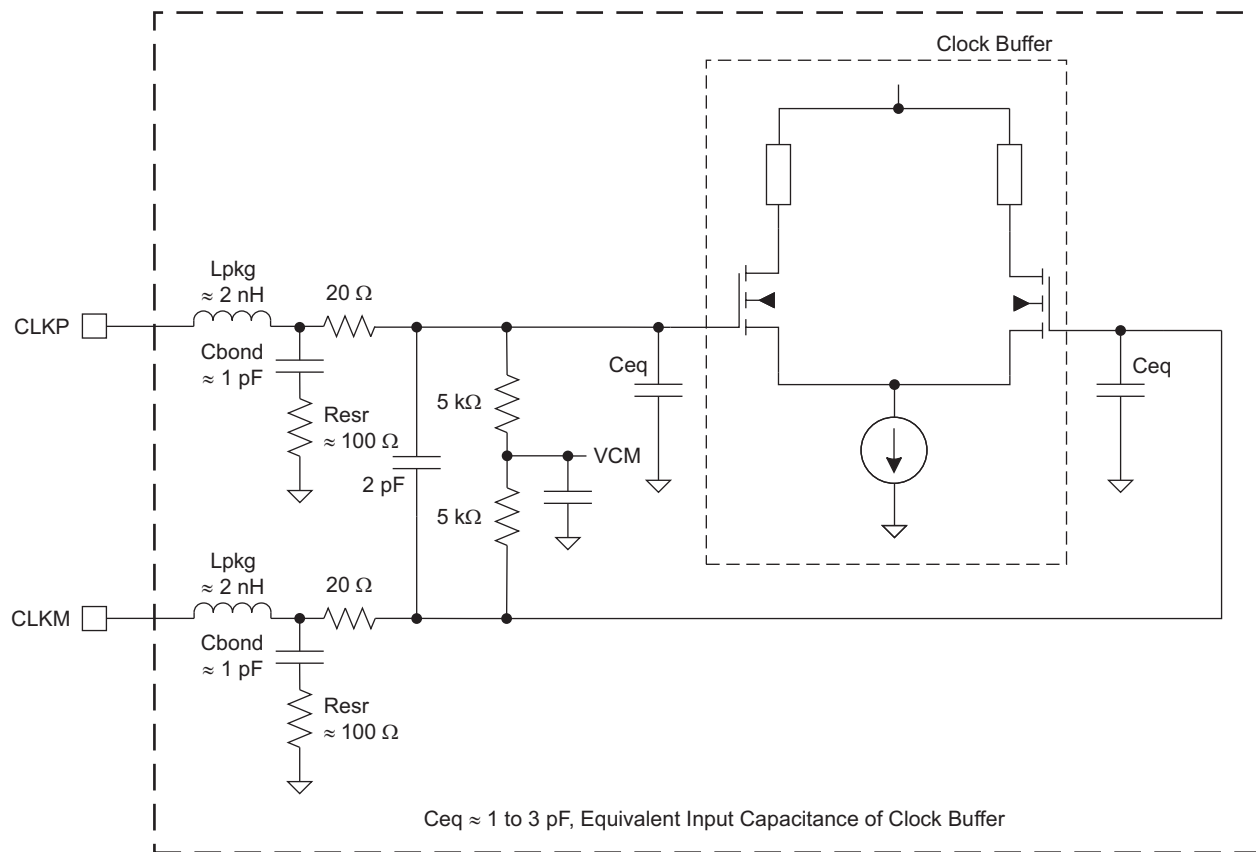 Clock Buffer
Lpkg
≈ 2 nH
20 Ω
CLKP
Cbond
≈ 1 pF
Ceq
Ceq
5 kΩ
Resr
≈ 100 Ω
VCM
2 pF
5 kΩ
Lpkg
≈ 2 nH
20 Ω
CLKM
Cbond
≈ 1 pF
Resr
≈ 100 Ω
Ceq ≈ 1 to 3 pF, Equivalent Input Capacitance of Clock Buffer